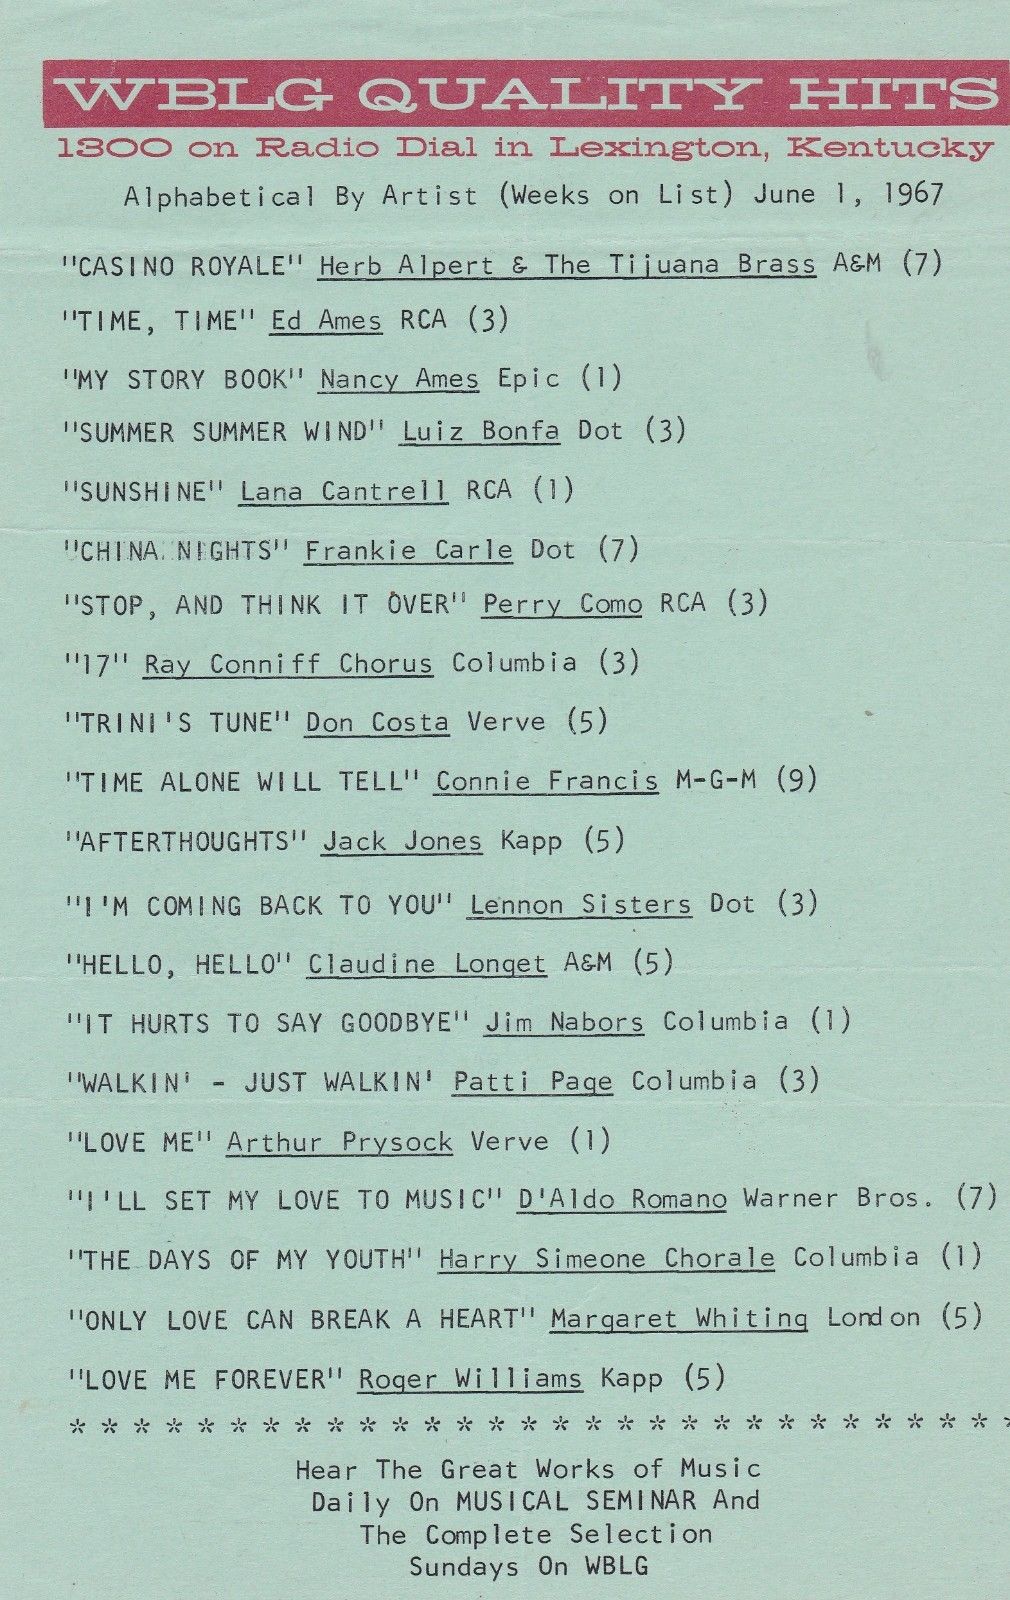 WBLG QUALITY HITS
1300 on Radio Dial in Lexington, Kentucky
Alphabetical By Artist (Weeks on List) June 1, 1967
"CASINO ROYALE" Herb Alpert & The Tijuana Brass A&M (7)
"TIME, TIME" Ed Ames RCA (3)
"MY STORY BOOK" Nancy Ames Epic (1)
"SUMMER SUMMER WIND" Luiz Bonfa Dot (3)
"SUNSHINE" Lana Cantrell RCA (1)
"CHINA NIGHTS" Frankie Carle Dot (7)
"STOP, AND THINK IT OVER" Perry Como RCA (3)
"17" Ray Conniff Chorus Columbia (3)
"TRINI'S TUNE" Don Costa Verve (5)
"TIME ALONE WILL TELL" Connie Francis M-G-M (9)
"AFTERTHOUGHTS" Jack Jones Kapp (5)
"I'M COMING BACK TO YOU" Lennon Sisters Dot (3)
"HELLO, HELLO" Claudine Longet A&M (5)
"IT HURTS TO SAY GOODBYE" Jim Nabors Columbia (1)
"WALKIN' - JUST WALKIN' Patti Page Columbia (3)
"LOVE ME" Arthur Prysock Verve (1)
"I'LL SET MY LOVE TO MUSIC" D'Aldo Romano Warner Bros. (7)
"THE DAYS OF MY YOUTH" Harry Simeone Chorale Columbia (1)
"ONLY LOVE CAN BREAK A HEART" Margaret Whiting London (5)
"LOVE ME FOREVER" Roger Williams Kapp (5)
* * * * * * * * * * * * * * * * * * * * * * * * * * * * * *
Hear The Great Works of Music
Daily On MUSICAL SEMINAR And
The Complete Selection
Sundays On WBLG